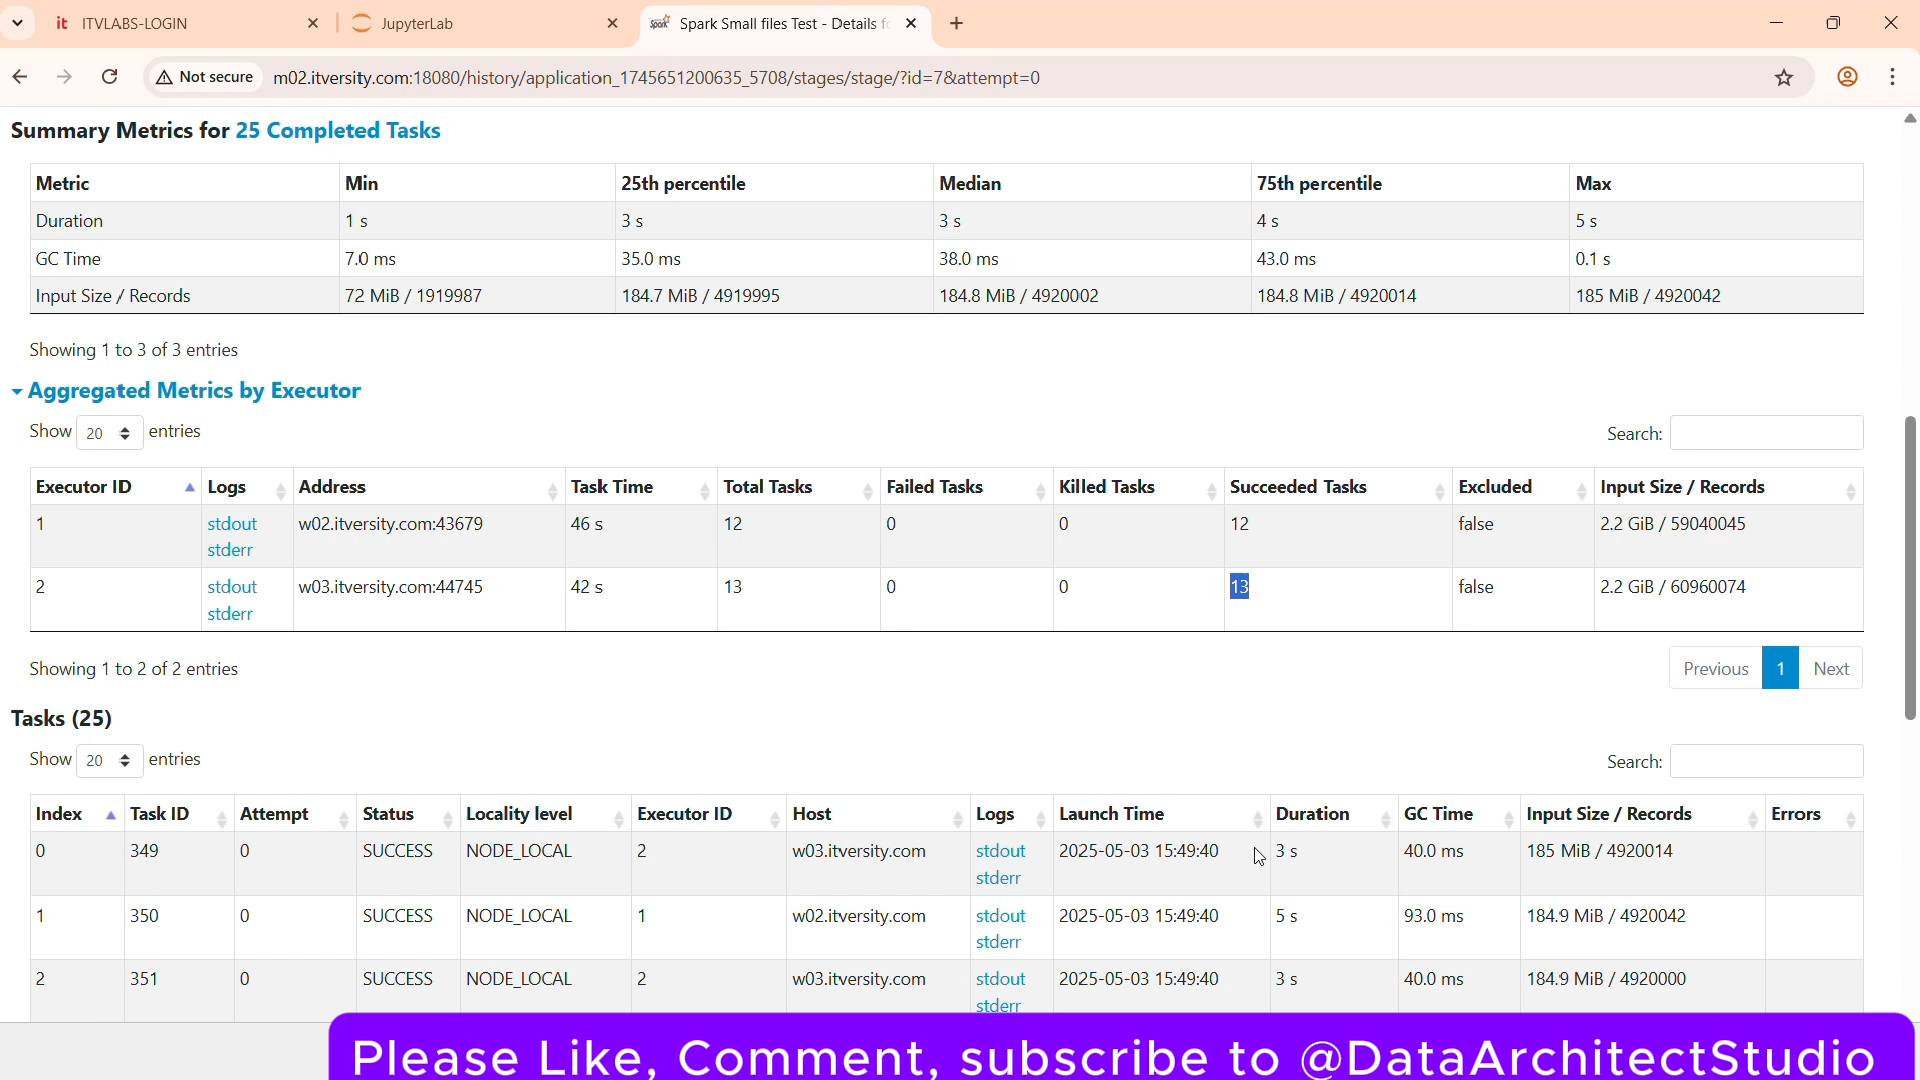 ITVLABS-LOGIN
JupyterLab
Spark Small files Test - Details fo
Not secure
m02.itversity.com:18080/history/application_1745651200635_5708/stages/stage/?id=7&attempt=0
Summary Metrics for 25 Completed Tasks
Metric Min 25th percentile Median 75th percentile Max
Duration 1 s 3 s 3 s 4 s 5 s
GC Time 7.0 ms 35.0 ms 38.0 ms 43.0 ms 0.1 s
Input Size / Records 72 MiB / 1919987 184.7 MiB / 4919995 184.8 MiB / 4920002 184.8 MiB / 4920014 185 MiB / 4920042
Showing 1 to 3 of 3 entries
Aggregated Metrics by Executor
Show 20 entries Search:
Executor ID Logs Address Task Time Total Tasks Failed Tasks Killed Tasks Succeeded Tasks Excluded Input Size / Records
1 stdout w02.itversity.com:43679 46 s 12 0 0 12 false 2.2 GiB / 59040045
stderr
2 stdout w03.itversity.com:44745 42 s 13 0 0 13 false 2.2 GiB / 60960074
stderr
Showing 1 to 2 of 2 entries Previous 1 Next
Tasks (25)
Show 20 entries Search:
Index Task ID Attempt Status Locality level Executor ID Host Logs Launch Time Duration GC Time Input Size / Records Errors
0 349 0 SUCCESS NODE_LOCAL 2 w03.itversity.com stdout 2025-05-03 15:49:40 3 s 40.0 ms 185 MiB / 4920014
stderr
1 350 0 SUCCESS NODE_LOCAL 1 w02.itversity.com stdout 2025-05-03 15:49:40 5 s 93.0 ms 184.9 MiB / 4920042
stderr
2 351 0 SUCCESS NODE_LOCAL 2 w03.itversity.com stdout 2025-05-03 15:49:40 3 s 40.0 ms 184.9 MiB / 4920000
stderr
Please Like, Comment, subscribe to @DataArchitectStudio